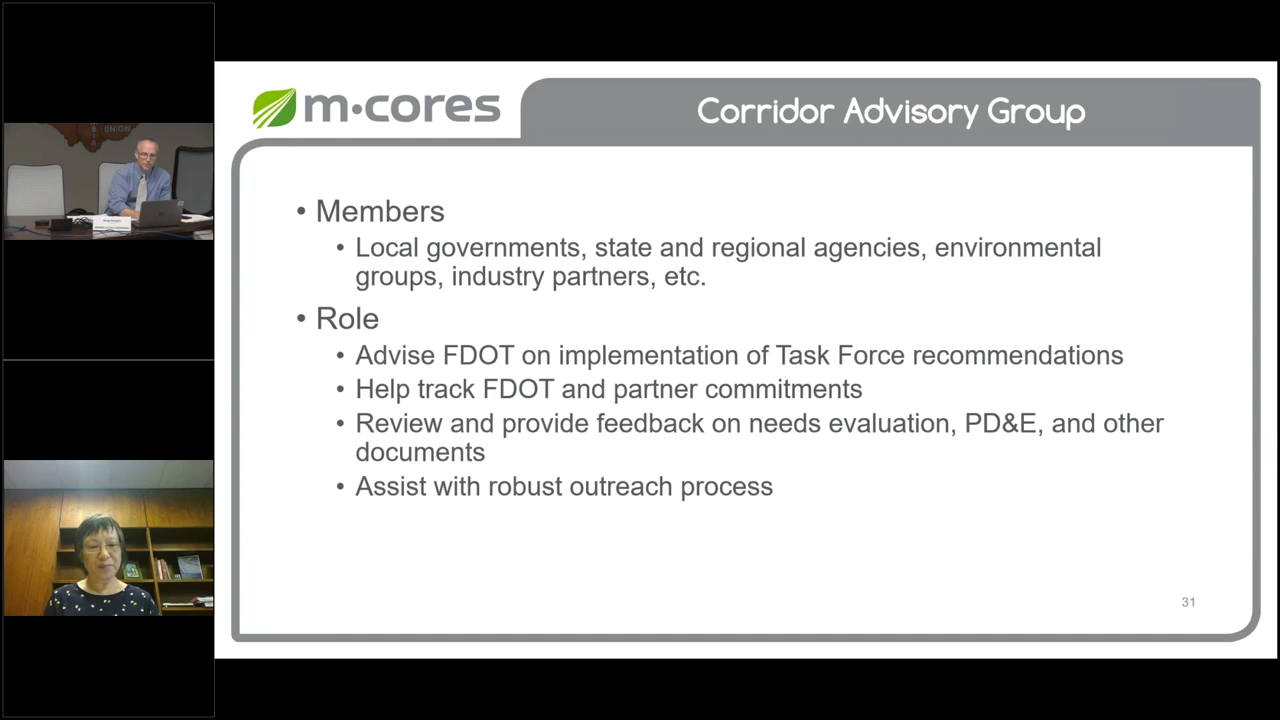 UNION
m·cores
Corridor Advisory Group
• Members
• Local governments, state and regional agencies, environmental
groups, industry partners, etc.
• Role
• Advise FDOT on implementation of Task Force recommendations
• Help track FDOT and partner commitments
• Review and provide feedback on needs evaluation, PD&E, and other
documents
• Assist with robust outreach process
31